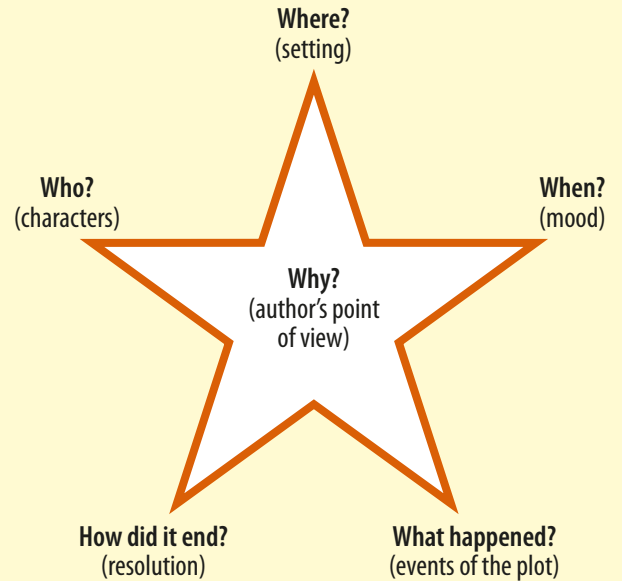 Where?
(setting)
Who?
(characters)
When?
(mood)
Why?
(author's point
of view)
How did it end?
(resolution)
What happened?
(events of the plot)